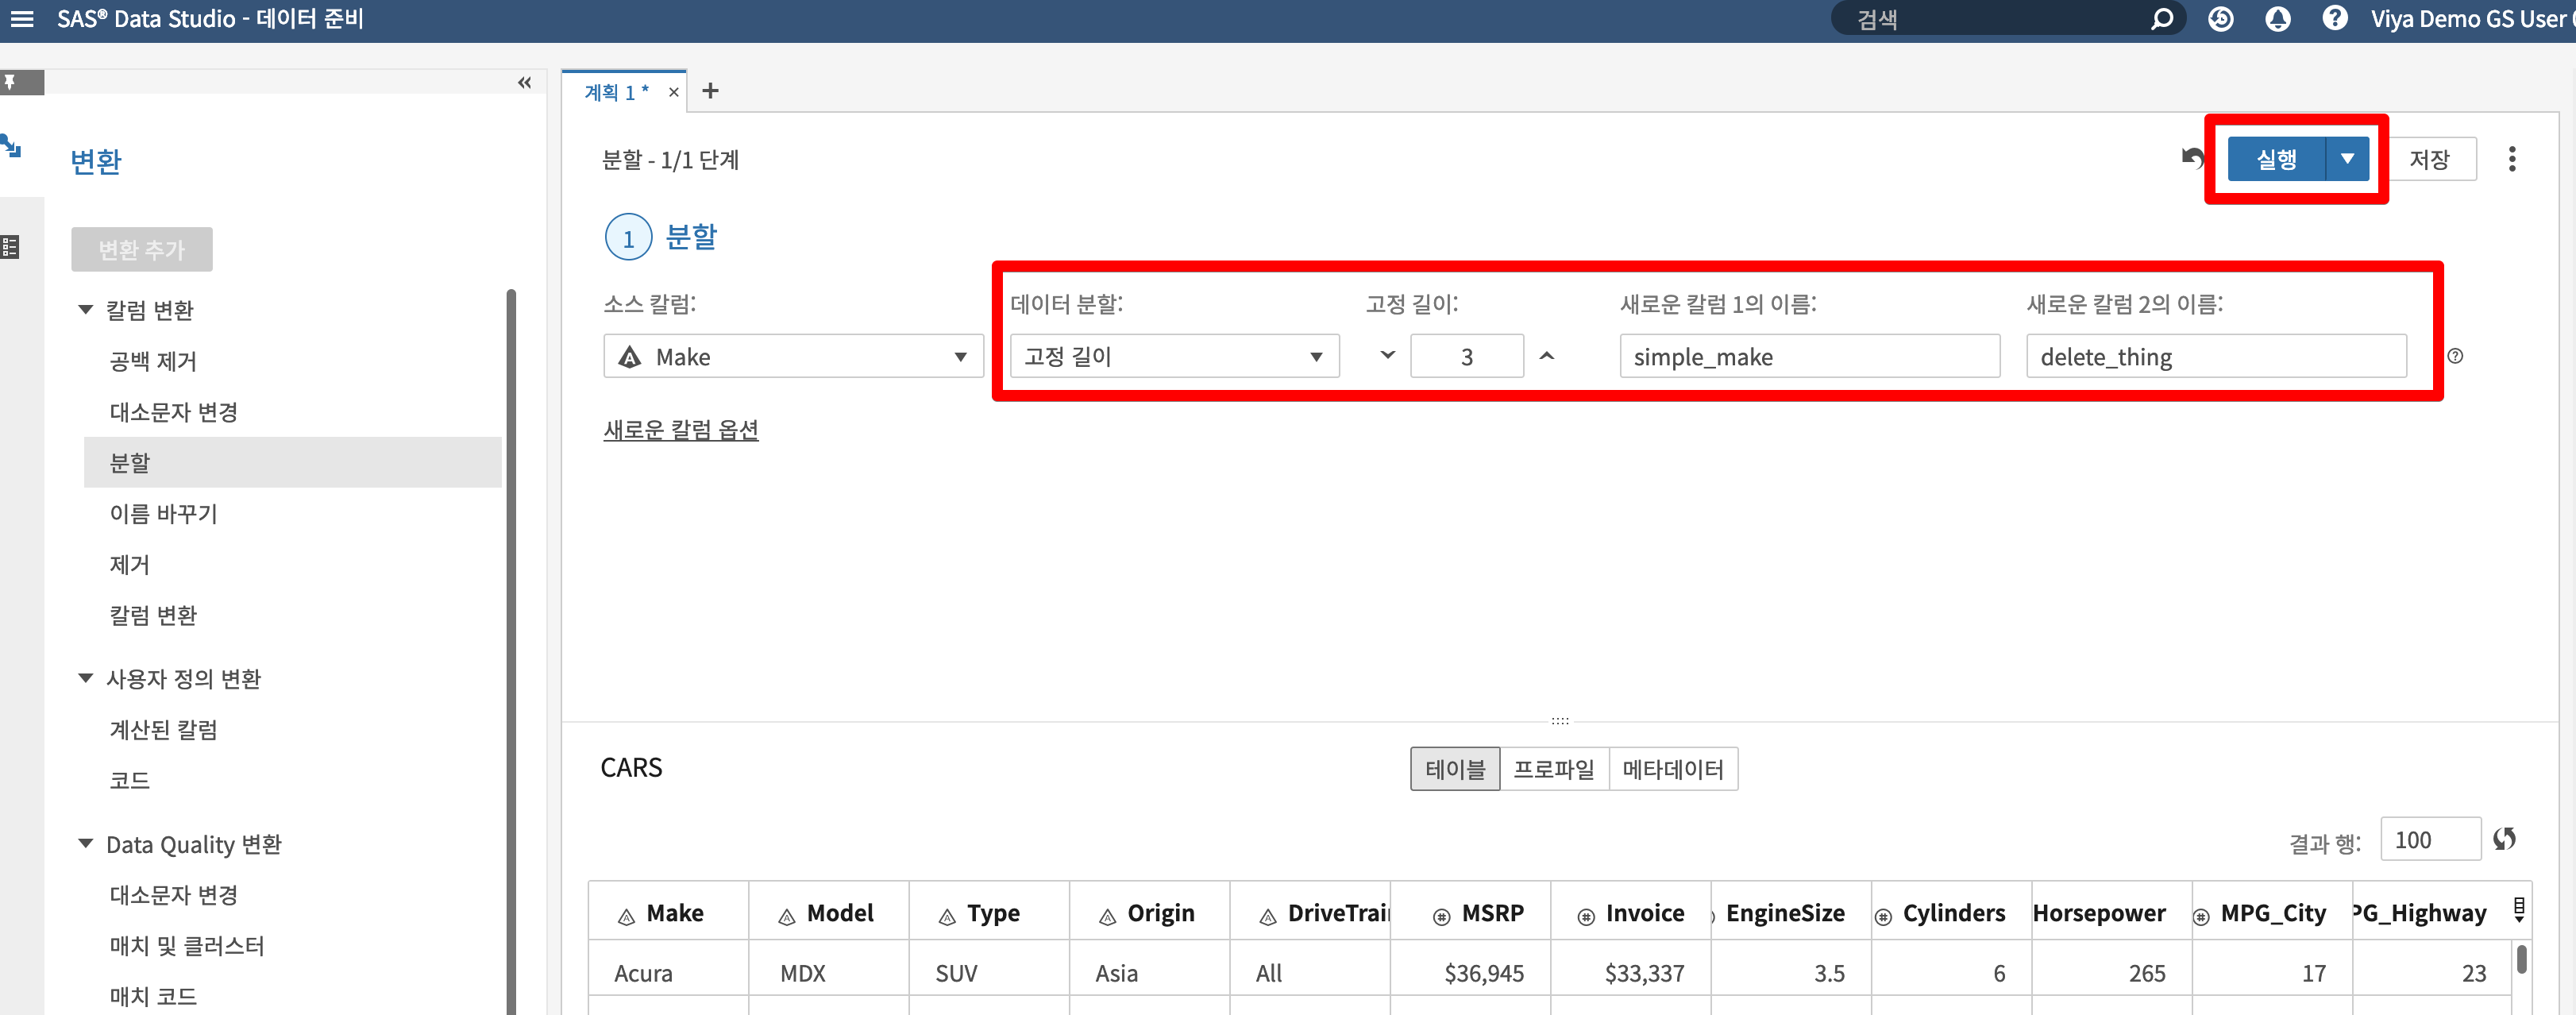 SAS® Data Studio - 데이터 준비
검색
Viya Demo GS User
변환
변환 추가
칼럼 변환
공백 제거
대소문자 변경
분할
이름 바꾸기
제거
칼럼 변환
사용자 정의 변환
계산된 칼럼
코드
Data Quality 변환
대소문자 변경
매치 및 클러스터
매치 코드
계획 1 *
분할 - 1/1 단계
실행
저장
1 분할
소스 칼럼: 데이터 분할: 고정 길이: 새로운 칼럼 1의 이름: 새로운 칼럼 2의 이름:
Make 고정 길이 3 simple_make delete_thing
새로운 칼럼 옵션
CARS
테이블 프로파일 메타데이터
결과 행: 100
Make Model Type Origin DriveTrai MSRP Invoice EngineSize Cylinders Horsepower MPG_City PG_Highway
Acura MDX SUV Asia All $36,945 $33,337 3.5 6 265 17 23